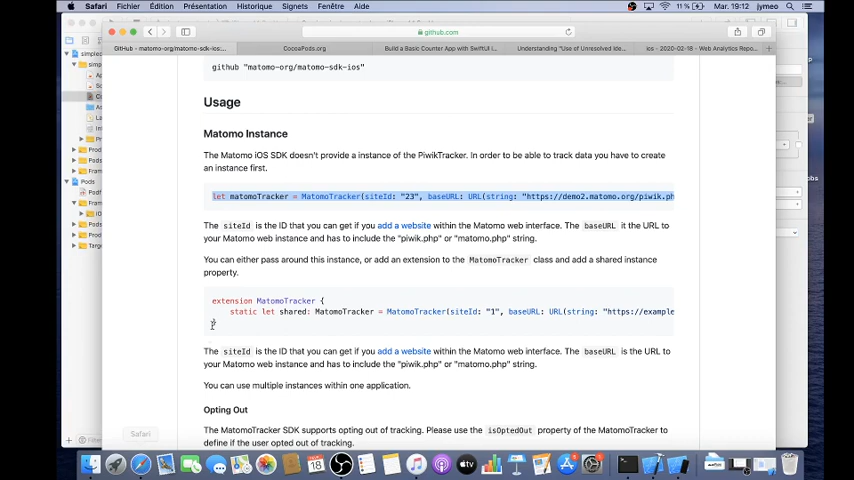 Safari Fichier Édition Présentation Historique Signets Fenêtre Aide 11 % Mar. 19:12 jymeo
github.com
GitHub - matomo-org/matomo-sdk-ios:... CocoaPods.org Build a Basic Counter App with SwiftUI i... Understanding "Use of Unresolved Ide... ios - 2020-02-18 - Web Analytics Repo...
github "matomo-org/matomo-sdk-ios"
Usage
Matomo Instance
The Matomo iOS SDK doesn't provide a instance of the PiwikTracker. In order to be able to track data you have to create
an instance first.
let matomoTracker = MatomoTracker(siteId: "23", baseURL: URL(string: "https://demo2.matomo.org/piwik.ph
The siteId is the ID that you can get if you add a website within the Matomo web interface. The baseURL it the URL to
your Matomo web instance and has to include the "piwik.php" or "matomo.php" string.
You can either pass around this instance, or add an extension to the MatomoTracker class and add a shared instance
property.
extension MatomoTracker {
static let shared: MatomoTracker = MatomoTracker(siteId: "1", baseURL: URL(string: "https://example
}
The siteId is the ID that you can get if you add a website within the Matomo web interface. The baseURL is the URL to
your Matomo web instance and has to include the "piwik.php" or "matomo.php" string.
You can use multiple instances within one application.
Opting Out
The MatomoTracker SDK supports opting out of tracking. Please use the isOptedOut property of the MatomoTracker to
define if the user opted out of tracking.
Safari